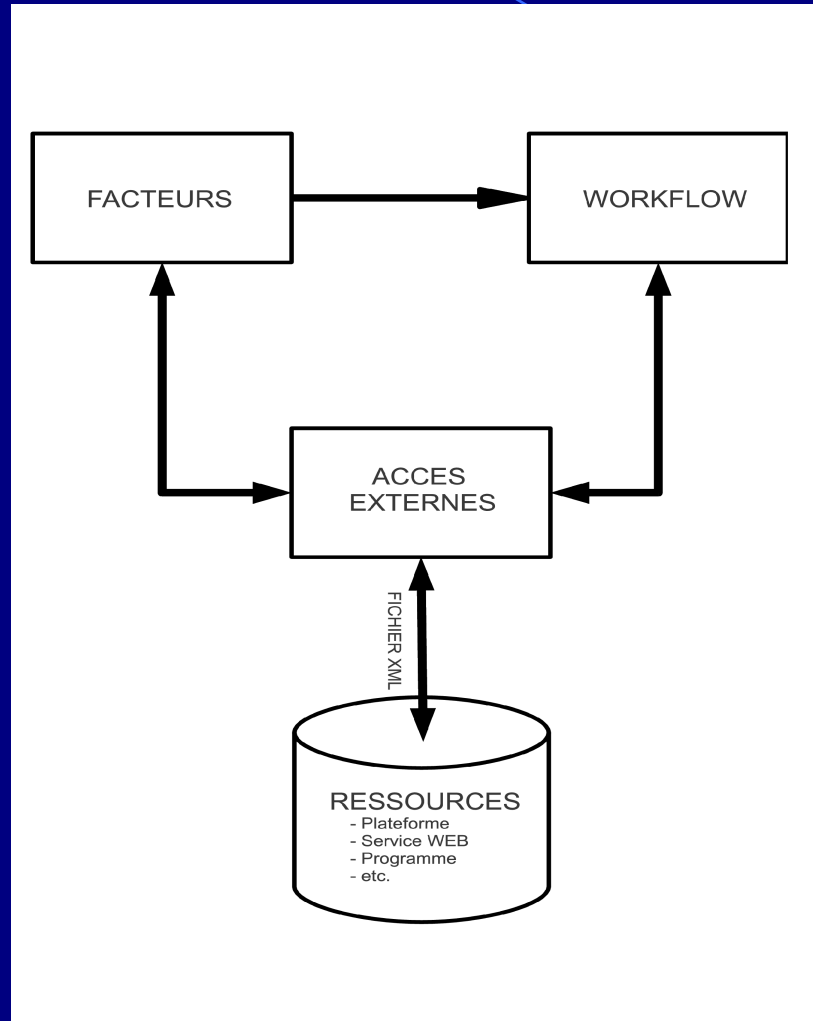 FACTEURS
WORKFLOW
ACCES
EXTERNES
FICHIER XML
RESSOURCES
- Plateforme
- Service WEB
- Programme
- etc.